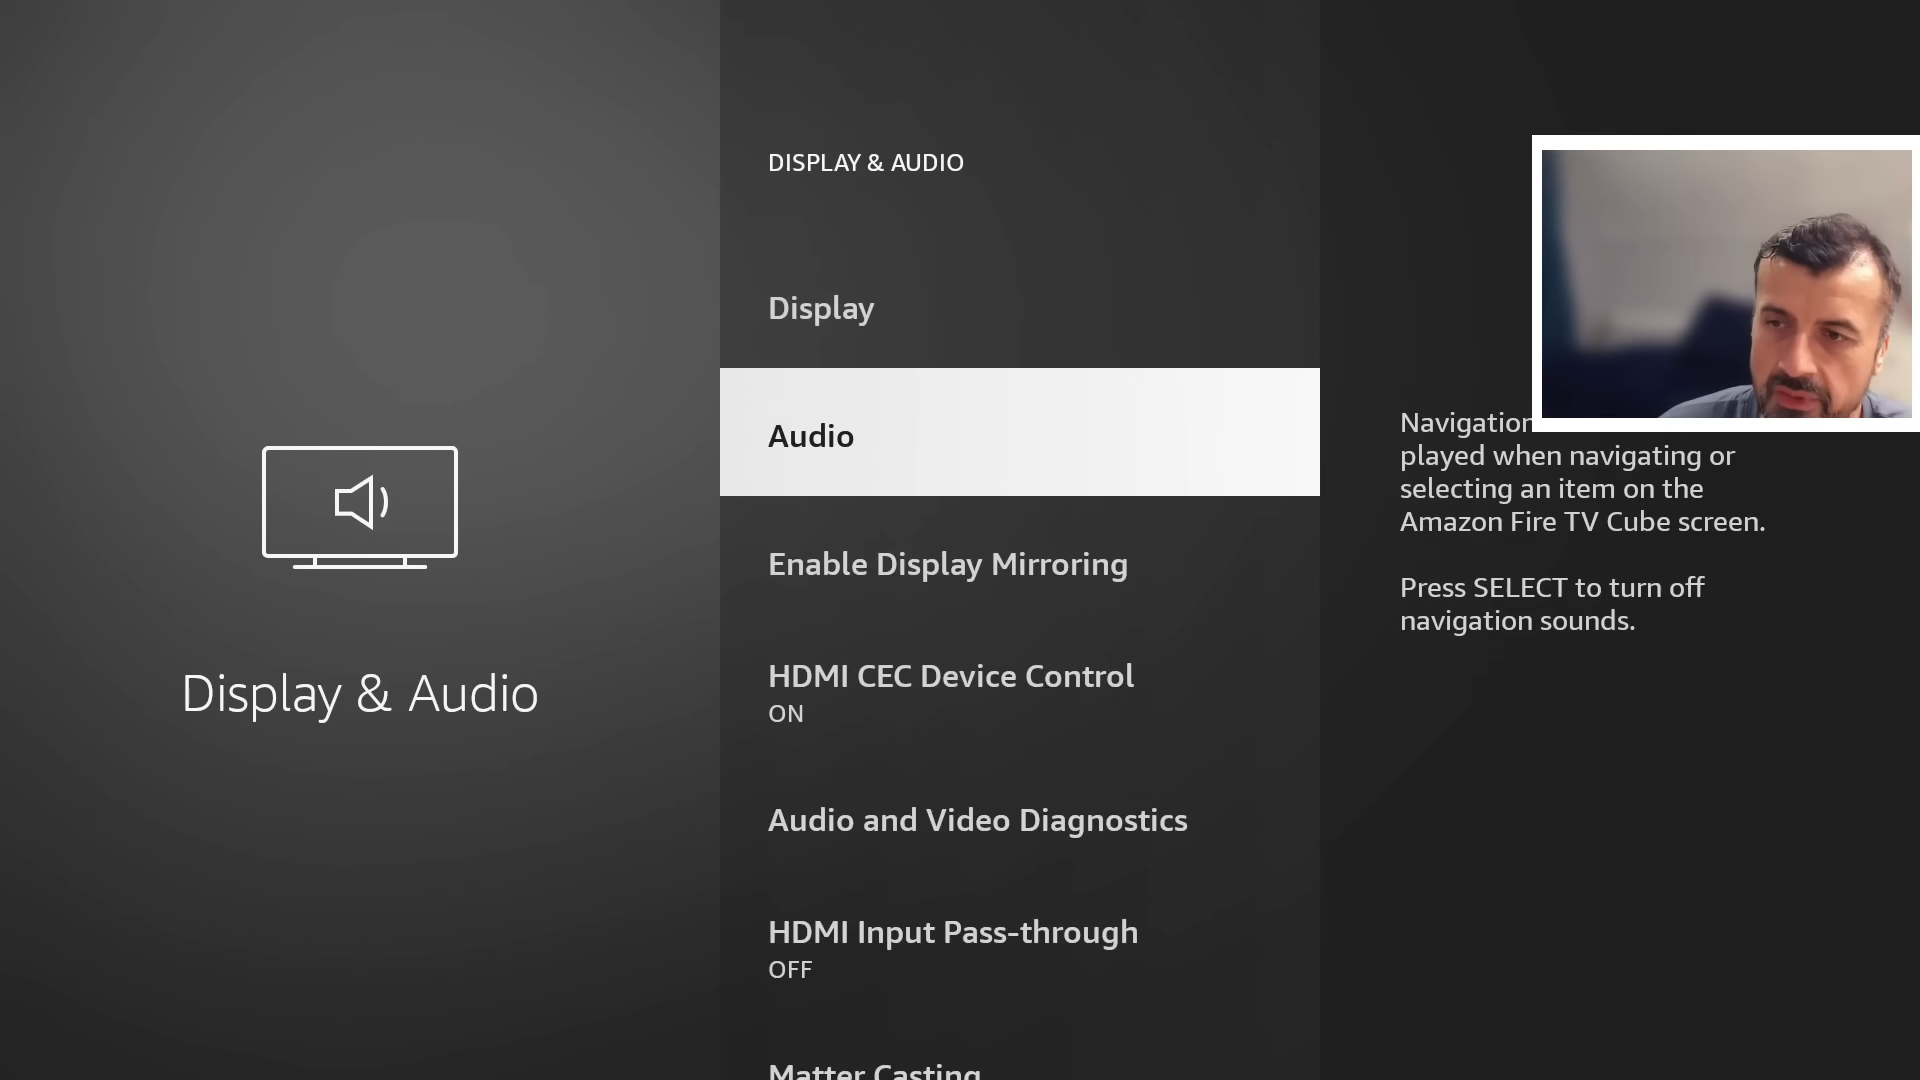 DISPLAY & AUDIO
Display
Audio
Enable Display Mirroring
HDMI CEC Device Control
ON
Audio and Video Diagnostics
HDMI Input Pass-through
OFF
Matter Casting
Display & Audio
Navigation
played when navigating or
selecting an item on the
Amazon Fire TV Cube screen.
Press SELECT to turn off
navigation sounds.